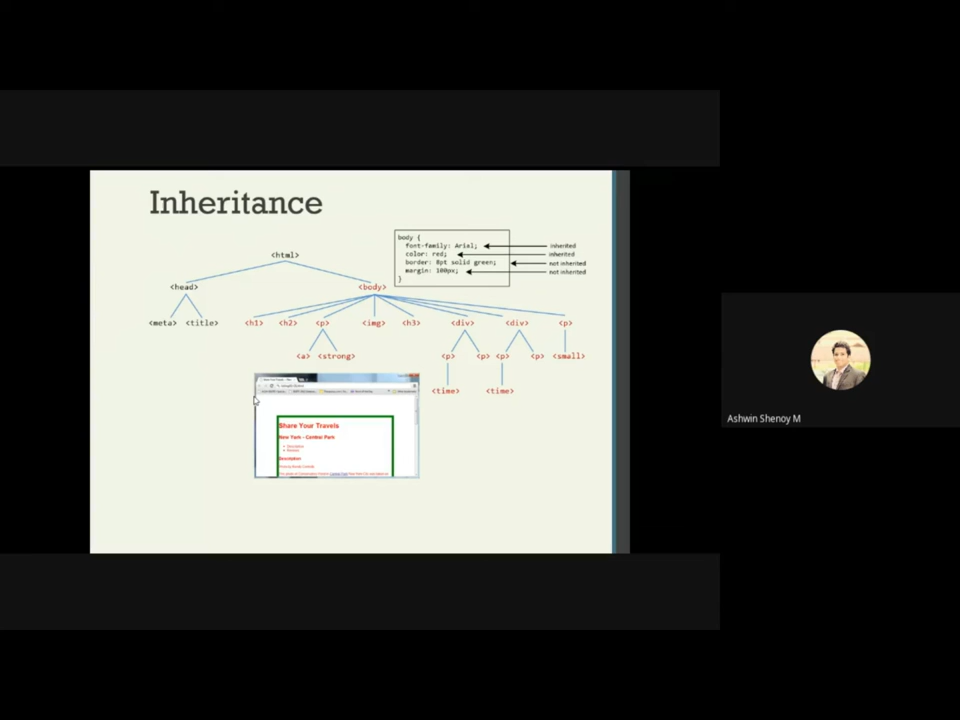 Inheritance
body {
font-family: Arial; inherited
color: red; inherited
border: 8pt solid green; not inherited
margin: 100px; not inherited
}
<html>
<head> <body>
<meta> <title> <h1> <h2> <p> <img> <h3> <div> <div> <p>
<a> <strong> <p> <p> <p> <p> <small>
<time> <time>
Share Your Travels
New York - Central Park
Description
Ashwin Shenoy M